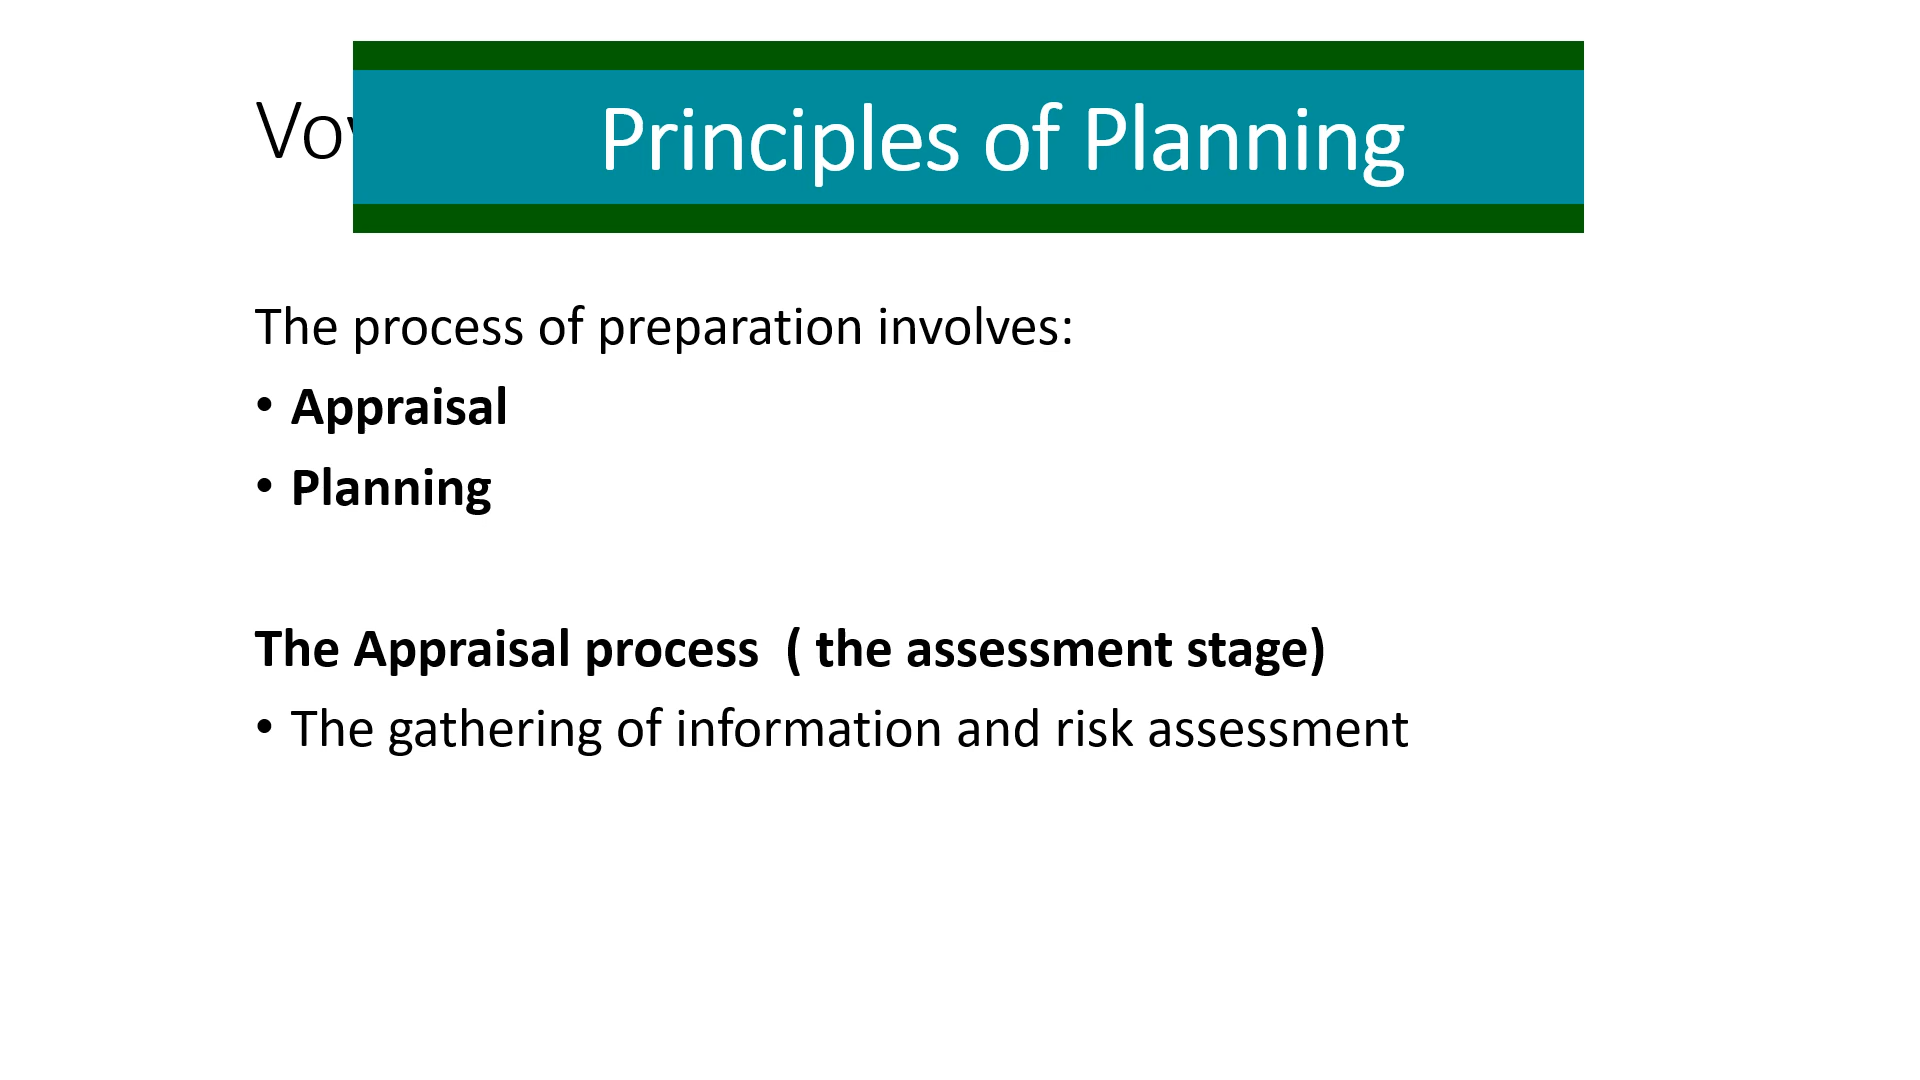 Principles of Planning
The process of preparation involves:
• Appraisal
• Planning
The Appraisal process ( the assessment stage)
• The gathering of information and risk assessment